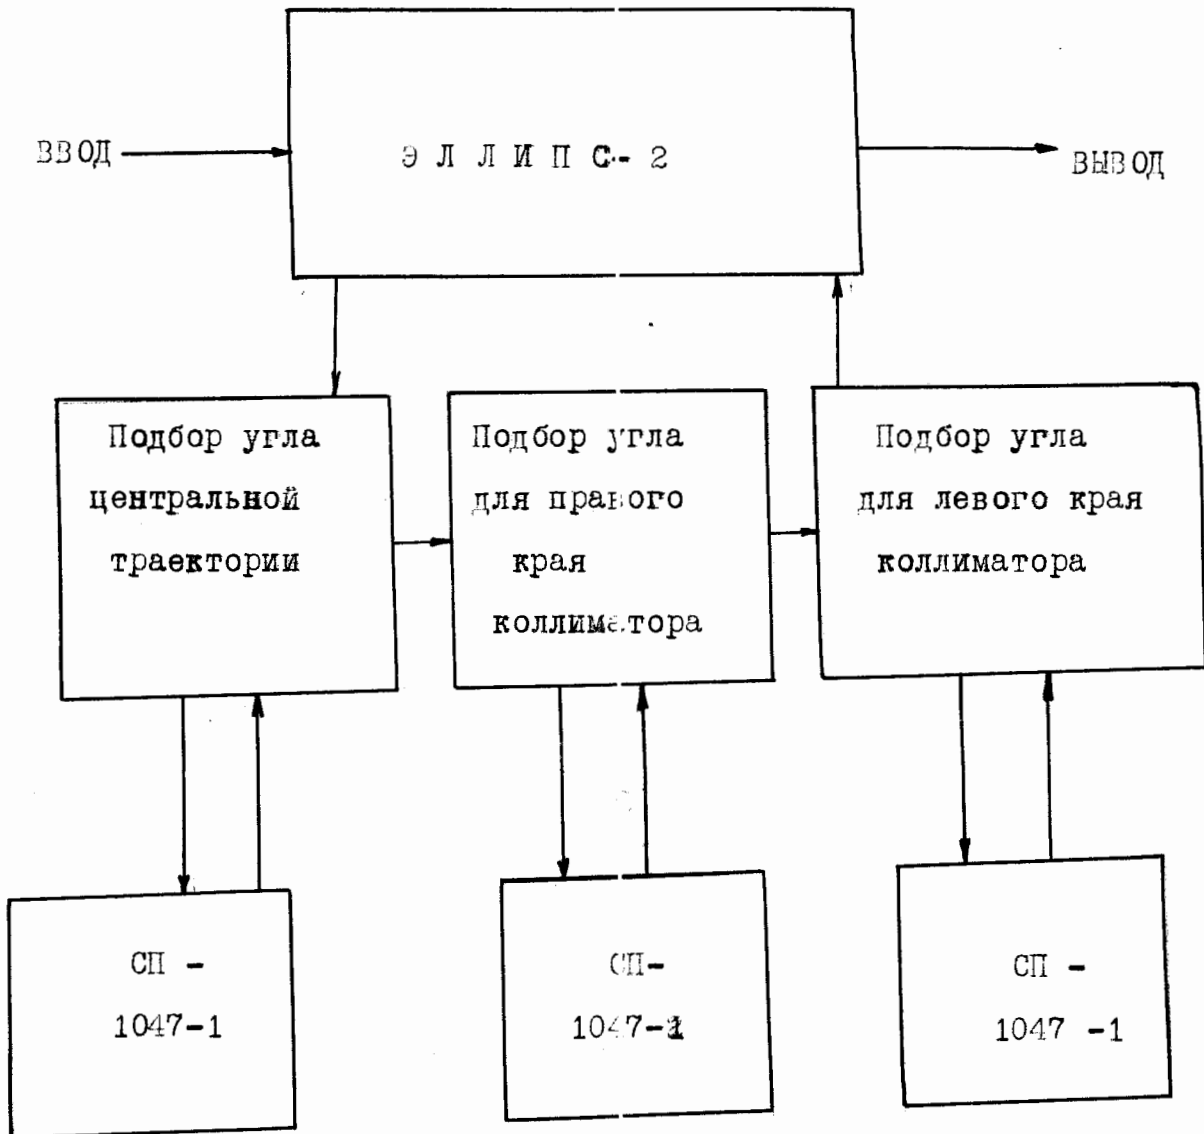 ВВОД
ЭЛЛИПС-2
ВЫВОД
Подбор угла
центральной
траектории
Подбор угла
для правого
края
коллиматора
Подбор угла
для левого края
коллиматора
СП -
1047-1
СП-
1047-1
СП -
1047 -1